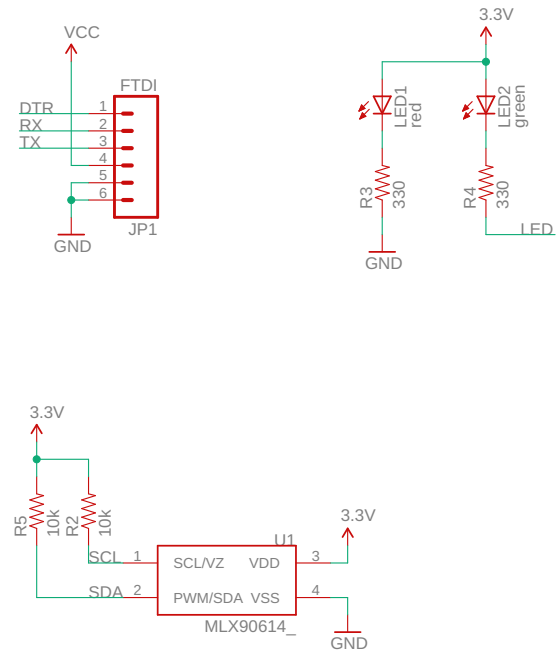 VCC
3.3V
FTDI
DTR 1
RX 2
TX 3
4
5
6
GND
JP1
LED1
red
LED2
green
R3
330
R4
330
LED
GND
3.3V
R5
10k
R2
10k
U1
3.3V
SCL 1 SCL/VZ VDD 3
SDA 2 PWM/SDA VSS 4
MLX90614_
GND